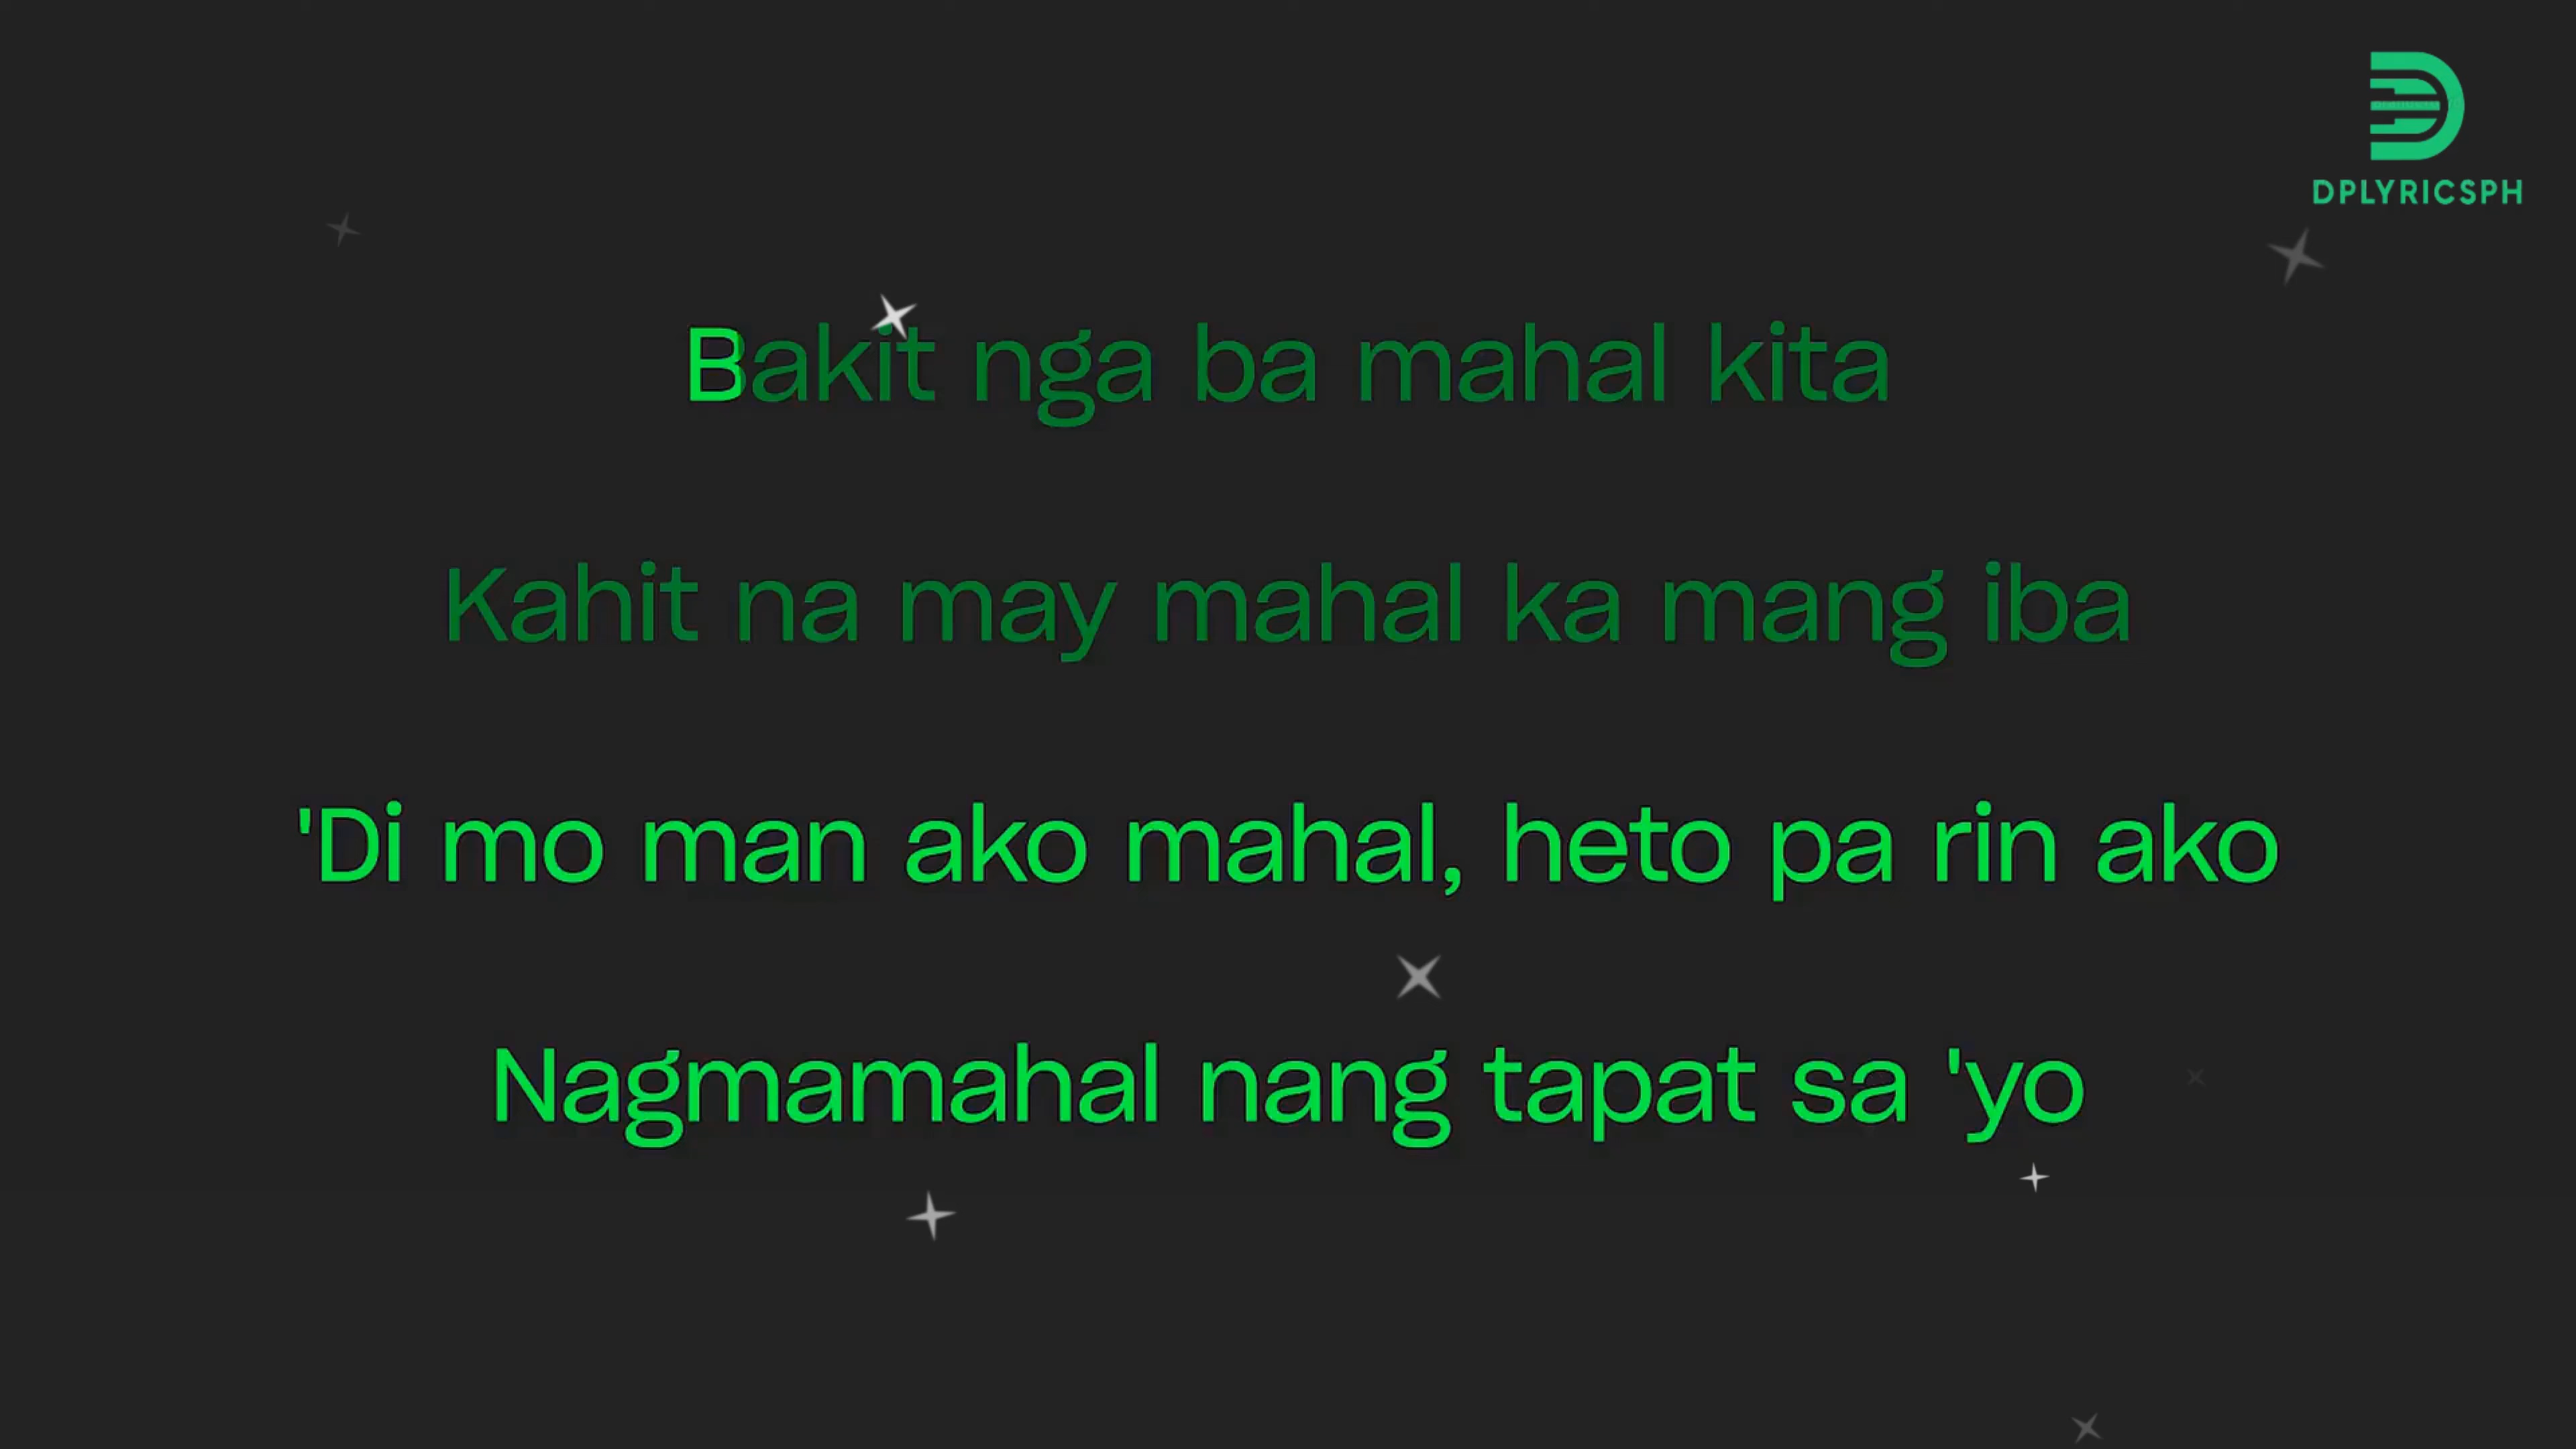 DPLYRICSPH
Bakit nga ba mahal kita
Kahit na may mahal ka mang iba
'Di mo man ako mahal, heto pa rin ako
Nagmamahal nang tapat sa 'yo